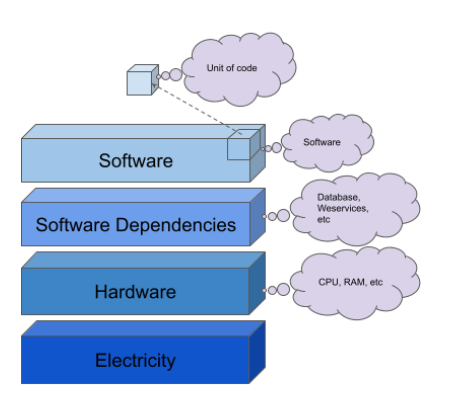 Unit of code
Software
Software
Database,
Weservices,
etc
Software Dependencies
CPU, RAM, etc
Hardware
Electricity